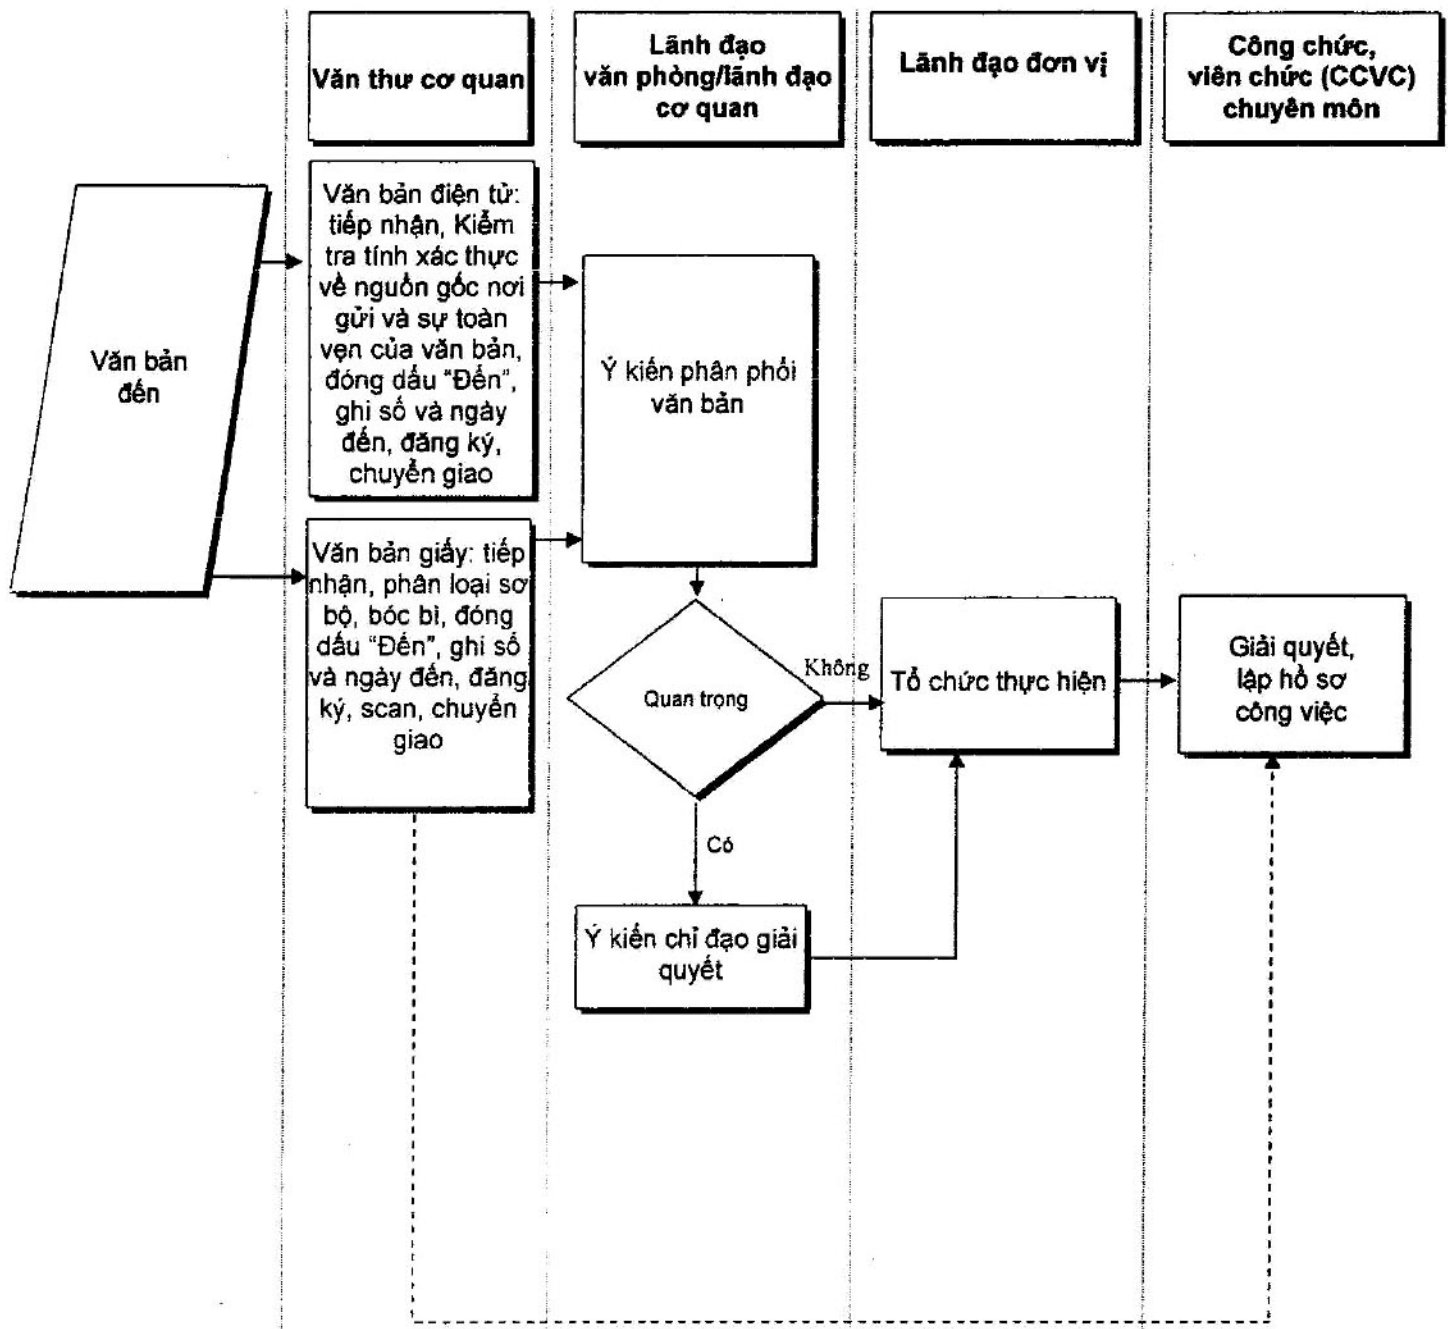 Văn thư cơ quan
Lãnh đạo
văn phòng/lãnh đạo
cơ quan
Lãnh đạo đơn vị
Công chức,
viên chức (CCVC)
chuyên môn
Văn bản
đến
Văn bản điện tử:
tiếp nhận, Kiểm
tra tính xác thực
về nguồn gốc nơi
gửi và sự toàn
vẹn của văn bản,
đóng dấu "Đến",
ghi số và ngày
đến, đăng ký,
chuyển giao
Ý kiến phân phối
văn bản
Văn bản giấy: tiếp
nhận, phân loại sơ
bộ, bóc bì, đóng
dấu "Đến", ghi số
và ngày đến, đăng
ký, scan, chuyển
giao
Quan trọng
Không
Tổ chức thực hiện
Giải quyết,
lập hồ sơ
công việc
Có
Ý kiến chỉ đạo giải
quyết